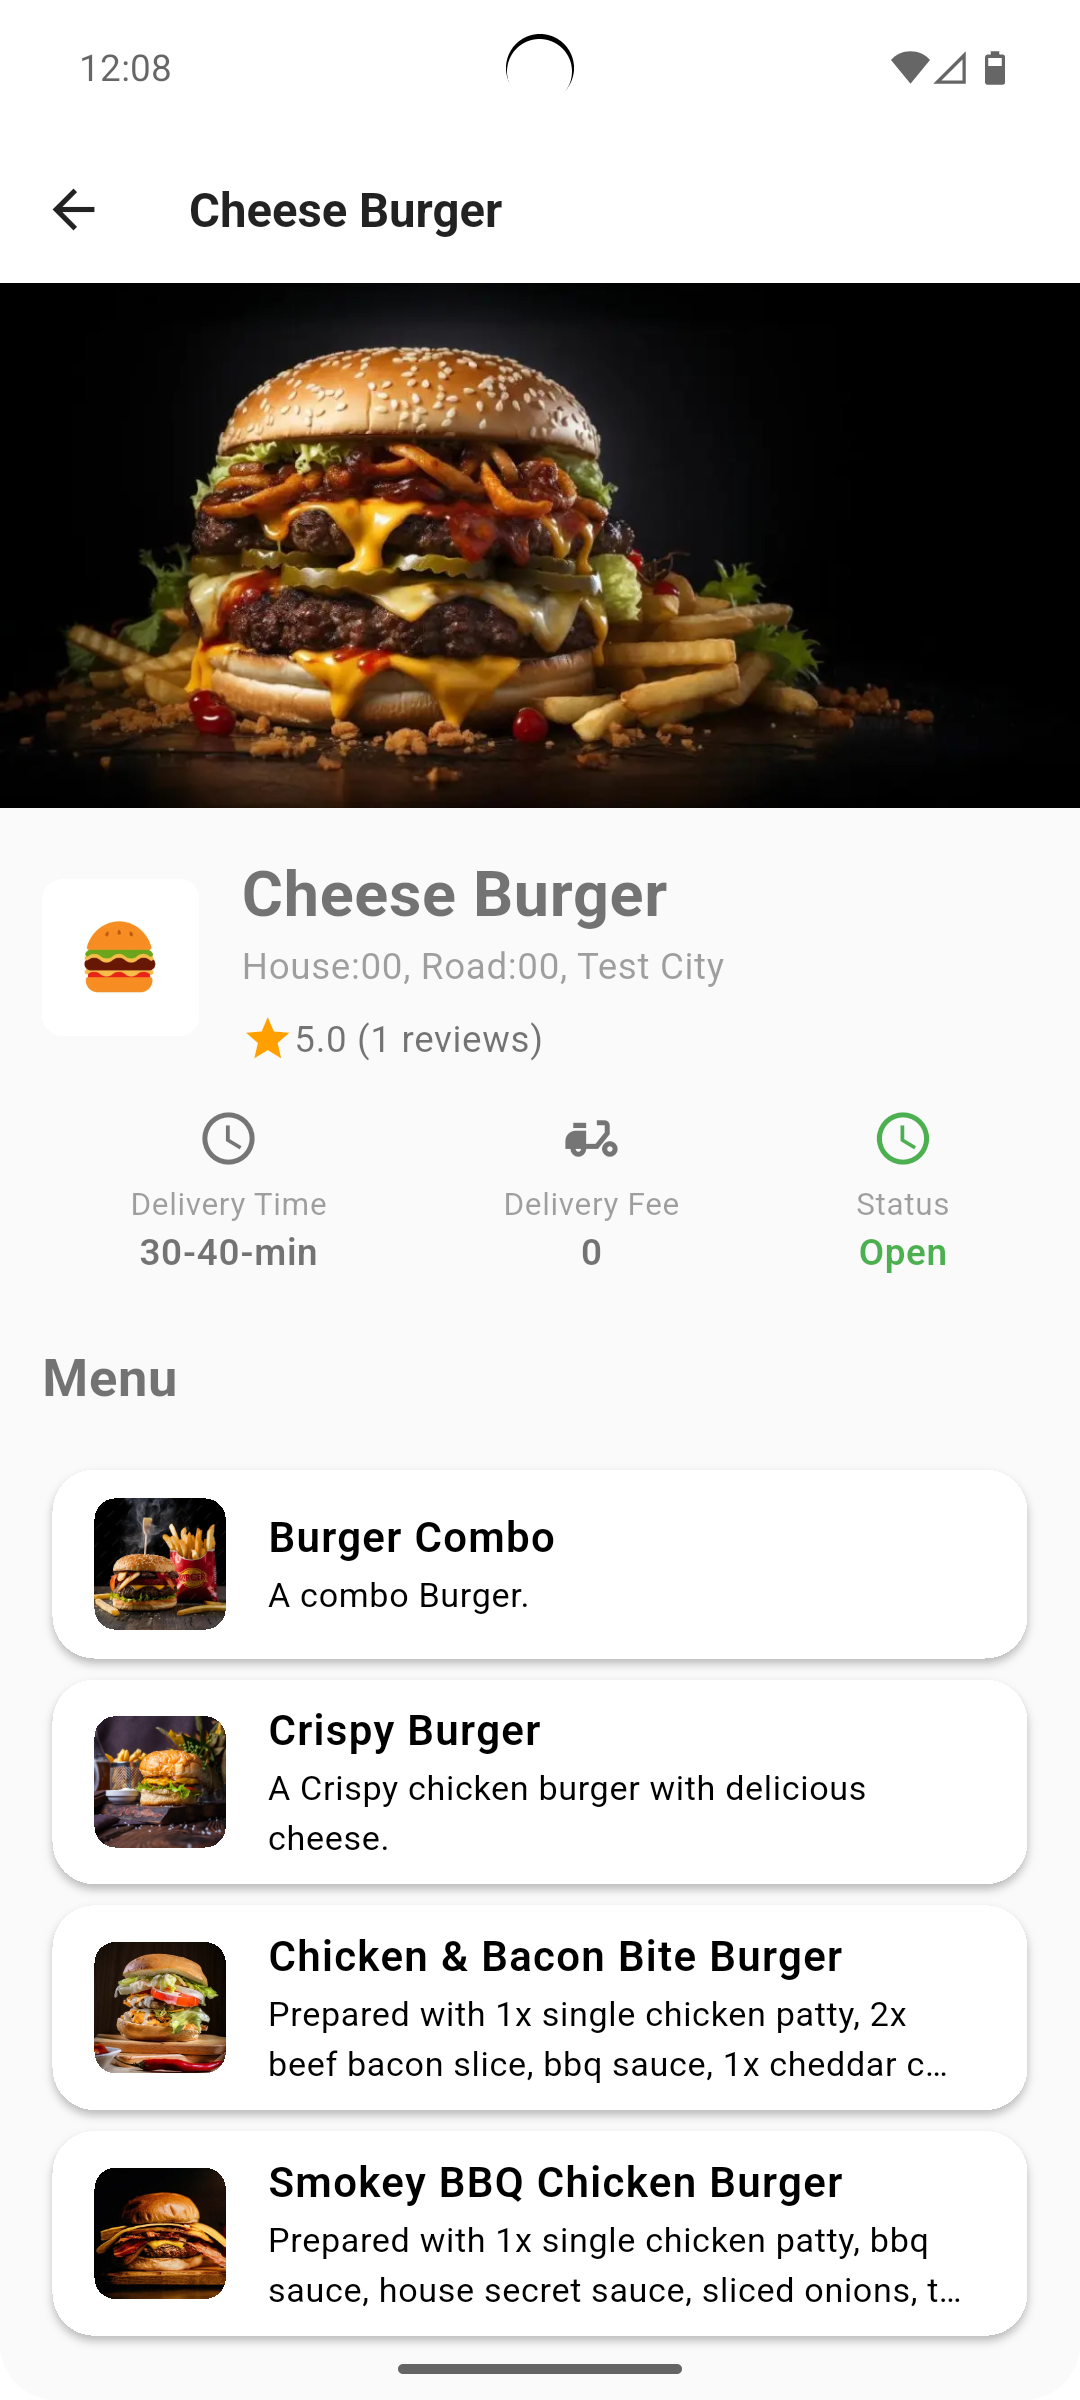 12:08
Cheese Burger
Cheese Burger
House:00, Road:00, Test City
5.0 (1 reviews)
Delivery Time
30-40-min
Delivery Fee
0
Status
Open
Menu
Burger Combo
A combo Burger.
Crispy Burger
A Crispy chicken burger with delicious
cheese.
Chicken & Bacon Bite Burger
Prepared with 1x single chicken patty, 2x
beef bacon slice, bbq sauce, 1x cheddar c…
Smokey BBQ Chicken Burger
Prepared with 1x single chicken patty, bbq
sauce, house secret sauce, sliced onions, t…